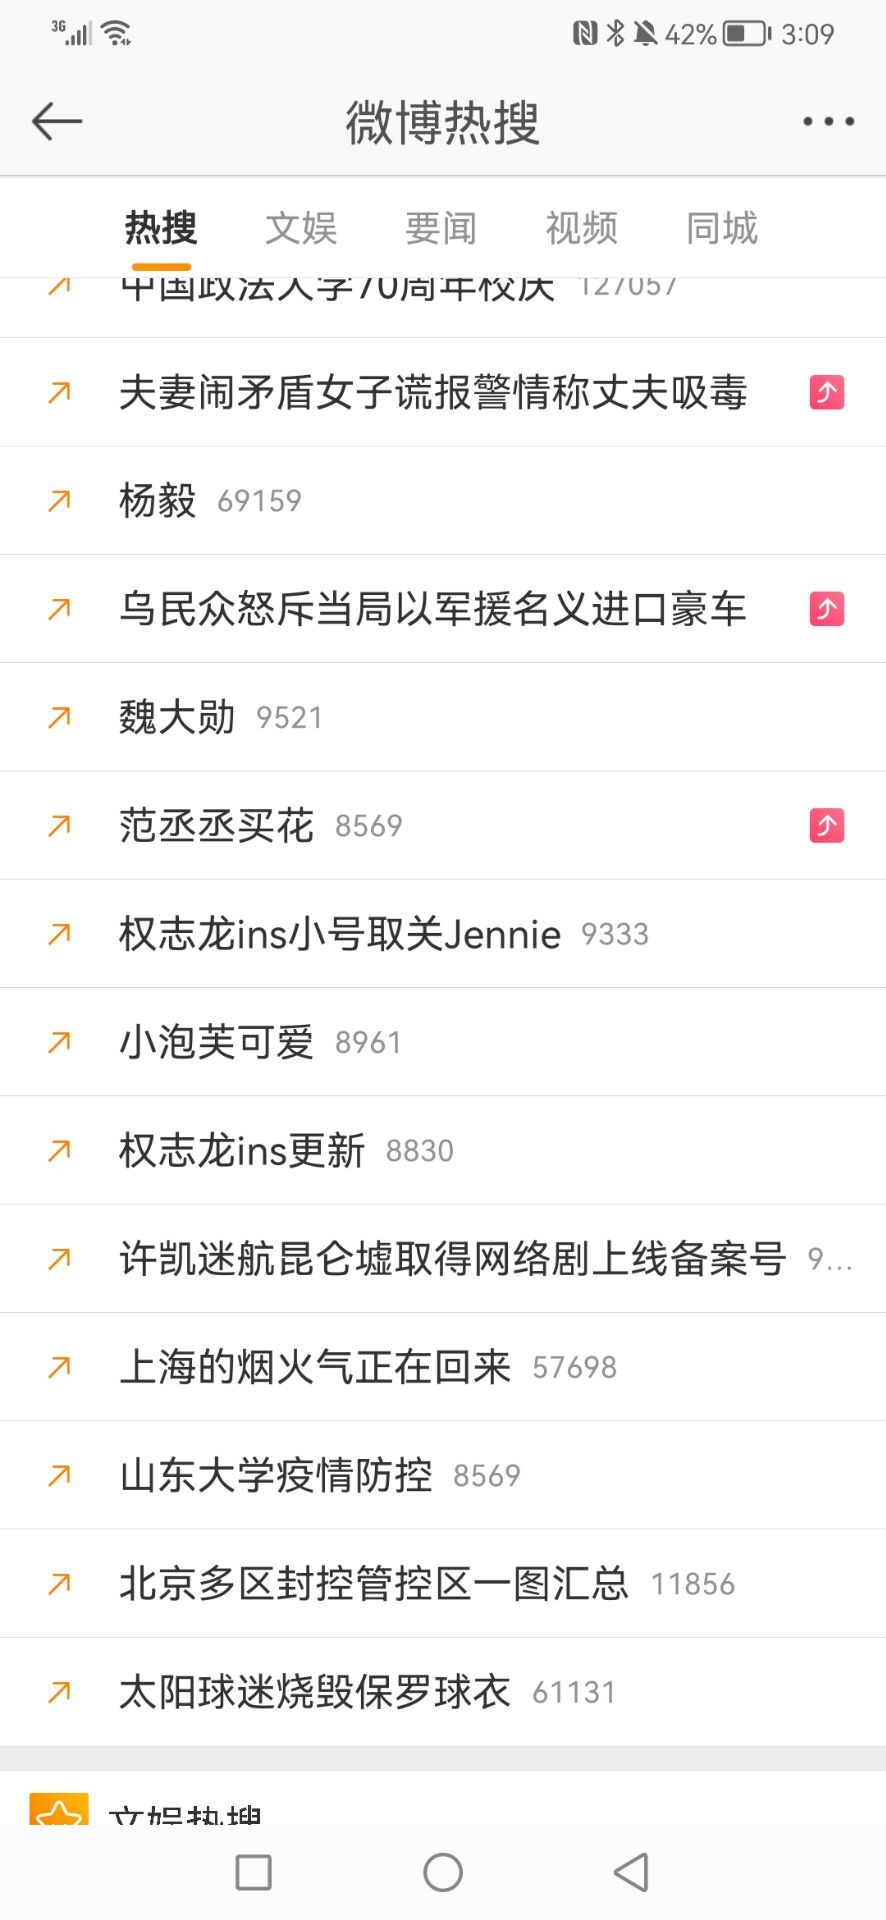 3G 42% 3:09
微博热搜
热搜 文娱 要闻 视频 同城
中国政法大学70周年校庆 127057
夫妻闹矛盾女子谎报警情称丈夫吸毒
杨毅 69159
乌民众怒斥当局以军援名义进口豪车
魏大勋 9521
范丞丞买花 8569
权志龙ins小号取关Jennie 9333
小泡芙可爱 8961
权志龙ins更新 8830
许凯迷航昆仑墟取得网络剧上线备案号 9...
上海的烟火气正在回来 57698
山东大学疫情防控 8569
北京多区封控管控区一图汇总 11856
太阳球迷烧毁保罗球衣 61131
文娱热搜